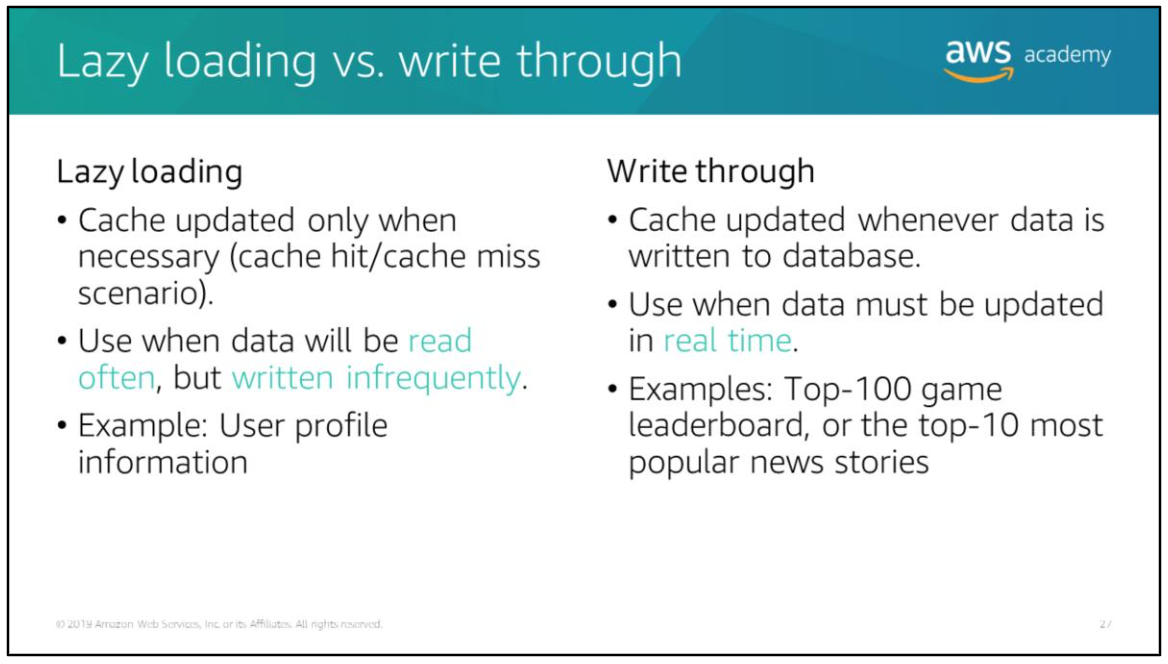 Lazy loading vs. write through
aws academy
Lazy loading
• Cache updated only when
necessary (cache hit/cache miss
scenario).
• Use when data will be read
often, but written infrequently.
• Example: User profile
information
Write through
• Cache updated whenever data is
written to database.
• Use when data must be updated
in real time.
• Examples: Top-100 game
leaderboard, or the top-10 most
popular news stories
© 2019 Amazon Web Services, Inc. or its Affiliates. All rights reserved.
27